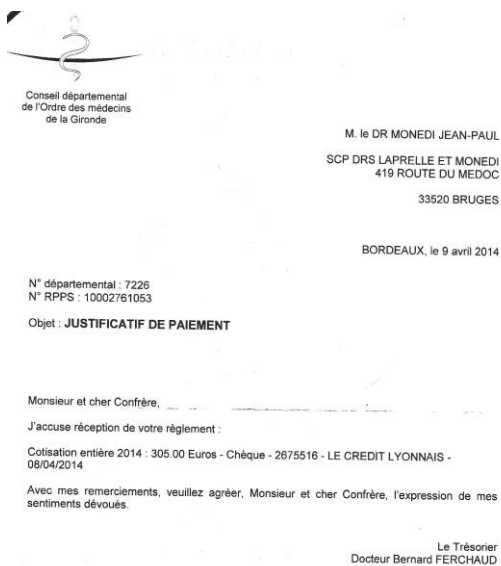 Conseil départemental
de l'Ordre des médecins
de la Gironde
M. le DR MONEDI JEAN-PAUL
SCP DRS LAPRELLE ET MONEDI
419 ROUTE DU MEDOC
33520 BRUGES
BORDEAUX, le 9 avril 2014
N° départemental : 7226
N° RPPS : 10002761053
Objet : JUSTIFICATIF DE PAIEMENT
Monsieur et cher Confrère,
J'accuse réception de votre règlement :
Cotisation entière 2014 : 305.00 Euros - Chèque - 2675516 - LE CREDIT LYONNAIS -
08/04/2014
Avec mes remerciements, veuillez agréer, Monsieur et cher Confrère, l'expression de mes
sentiments dévoués.
Le Trésorier
Docteur Bernard FERCHAUD